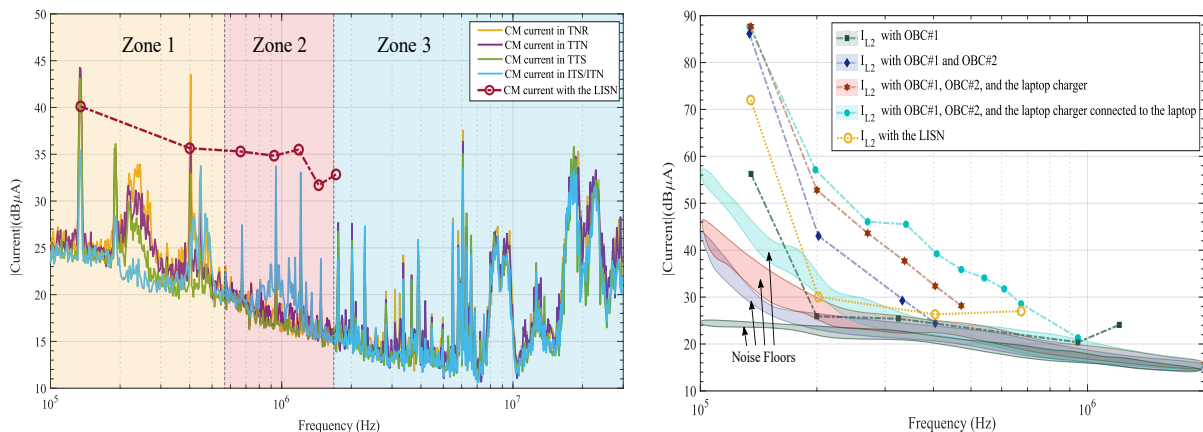 Zone 1
Zone 2
Zone 3
CM current in TNR
CM current in TTN
CM current in TTS
CM current in ITS/ITN
CM current with the LISN
50
45
40
35
30
25
20
15
10
|Current|(dBμA)
10^5
10^6
10^7
Frequency (Hz)
I_L2 with OBC#1
I_L2 with OBC#1 and OBC#2
I_L2 with OBC#1, OBC#2, and the laptop charger
I_L2 with OBC#1, OBC#2, and the laptop charger connected to the laptop
I_L2 with the LISN
90
80
70
60
50
40
30
20
10
|Current|(dBμA)
Noise Floors
10^5
10^6
Frequency (Hz)